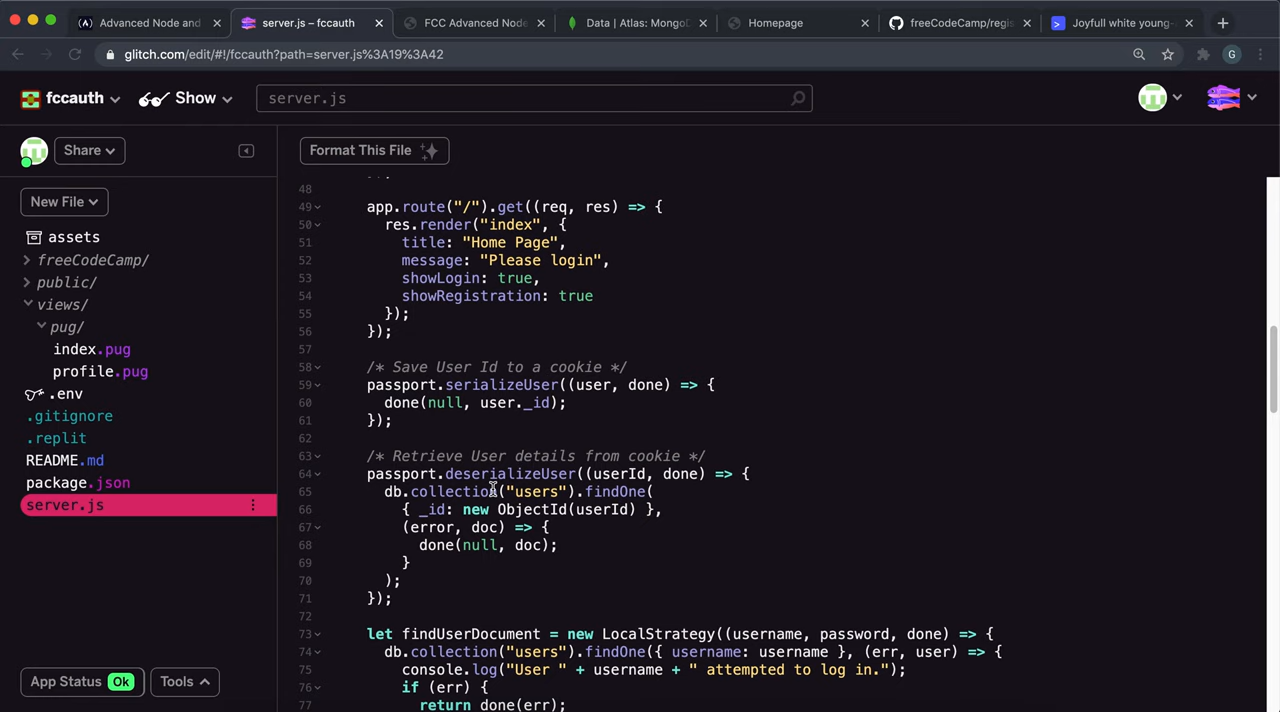 Advanced Node and
server.js – fccauth
FCC Advanced Node
Data | Atlas: MongoD
Homepage
freeCodeCamp/regis
Joyfull white young-
glitch.com/edit/#!/fccauth?path=server.js%3A19%3A42
G
fccauth
Show
server.js
Share
Format This File
New File
assets
freeCodeCamp/
public/
views/
pug/
index.pug
profile.pug
.env
.gitignore
.replit
README.md
package.json
server.js
App Status Ok
Tools
48
49 app.route("/").get((req, res) => {
50 res.render("index", {
51 title: "Home Page",
52 message: "Please login",
53 showLogin: true,
54 showRegistration: true
55 });
56 });
57
58 /* Save User Id to a cookie */
59 passport.serializeUser((user, done) => {
60 done(null, user._id);
61 });
62
63 /* Retrieve User details from cookie */
64 passport.deserializeUser((userId, done) => {
65 db.collection("users").findOne(
66 { _id: new ObjectId(userId) },
67 (error, doc) => {
68 done(null, doc);
69 }
70 );
71 });
72
73 let findUserDocument = new LocalStrategy((username, password, done) => {
74 db.collection("users").findOne({ username: username }, (err, user) => {
75 console.log("User " + username + " attempted to log in.");
76 if (err) {
77 return done(err);